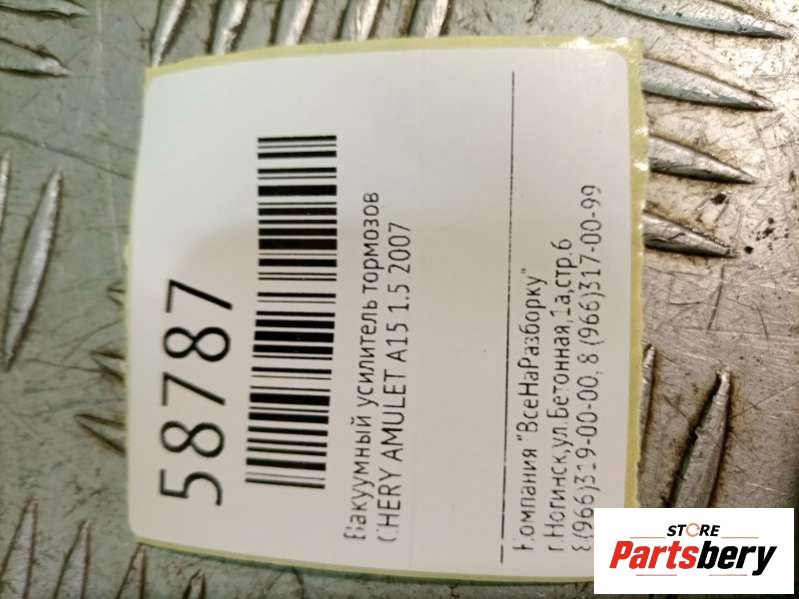 58787
Вакуумный усилитель тормозов
CHERY AMULET A15 1.5 2007
Компания "ВсеНаРазборку"
г.Ногинск,ул.Бетонная,1а,стр.6
8(966)319-00-00, 8 (966)317-00-99
STORE
Partsbery